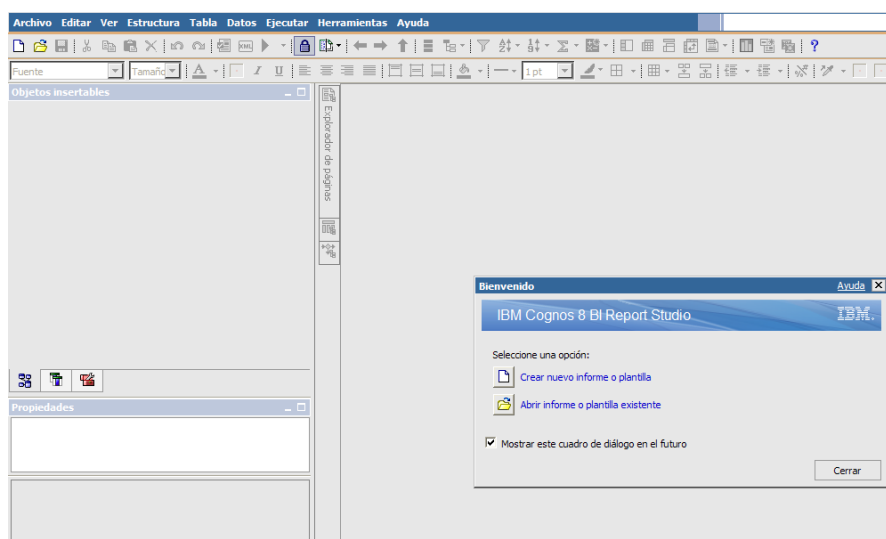 Archivo Editar Ver Estructura Tabla Datos Ejecutar Herramientas Ayuda
Fuente Tamaño 1 pt
Objetos insertables
Explorador de páginas
Bienvenido Ayuda
IBM Cognos 8 BI Report Studio IBM.
Seleccione una opción:
Crear nuevo informe o plantilla
Abrir informe o plantilla existente
Mostrar este cuadro de diálogo en el futuro
Cerrar
Propiedades